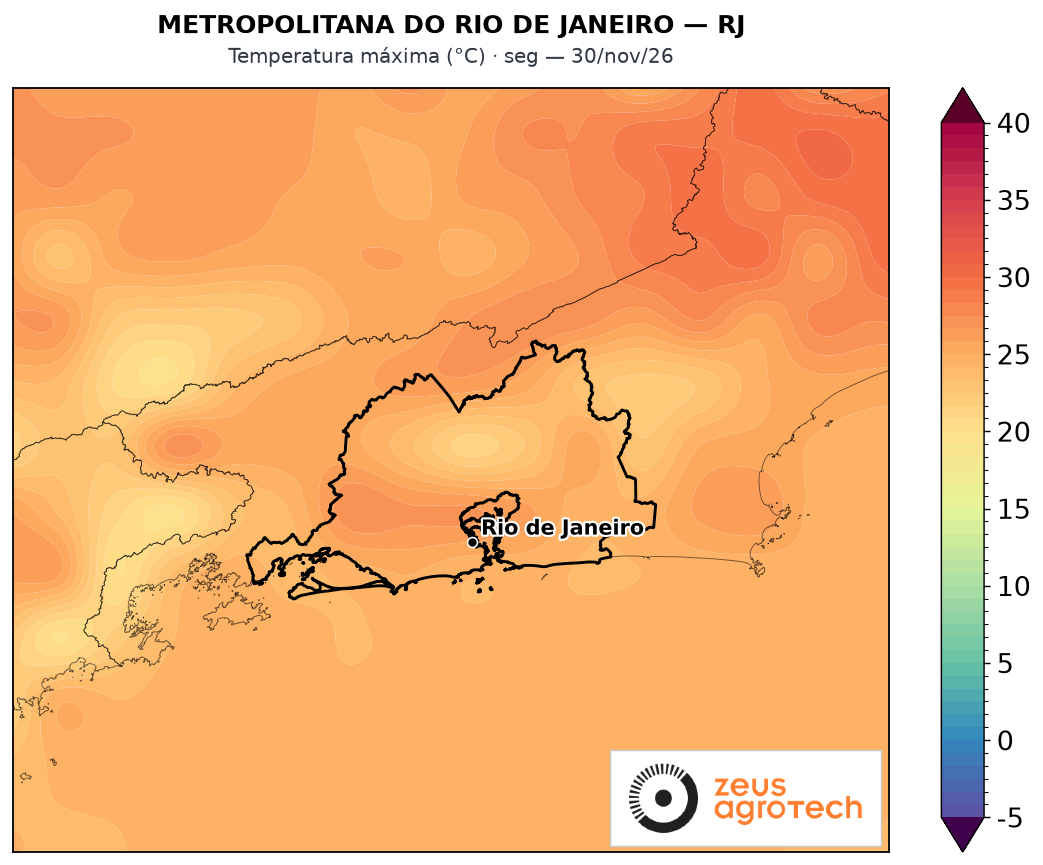 METROPOLITANA DO RIO DE JANEIRO — RJ
Temperatura máxima (°C) · seg — 30/nov/26
40
35
30
25
20
15
10
5
0
-5
Rio de Janeiro
zeus
agrotech